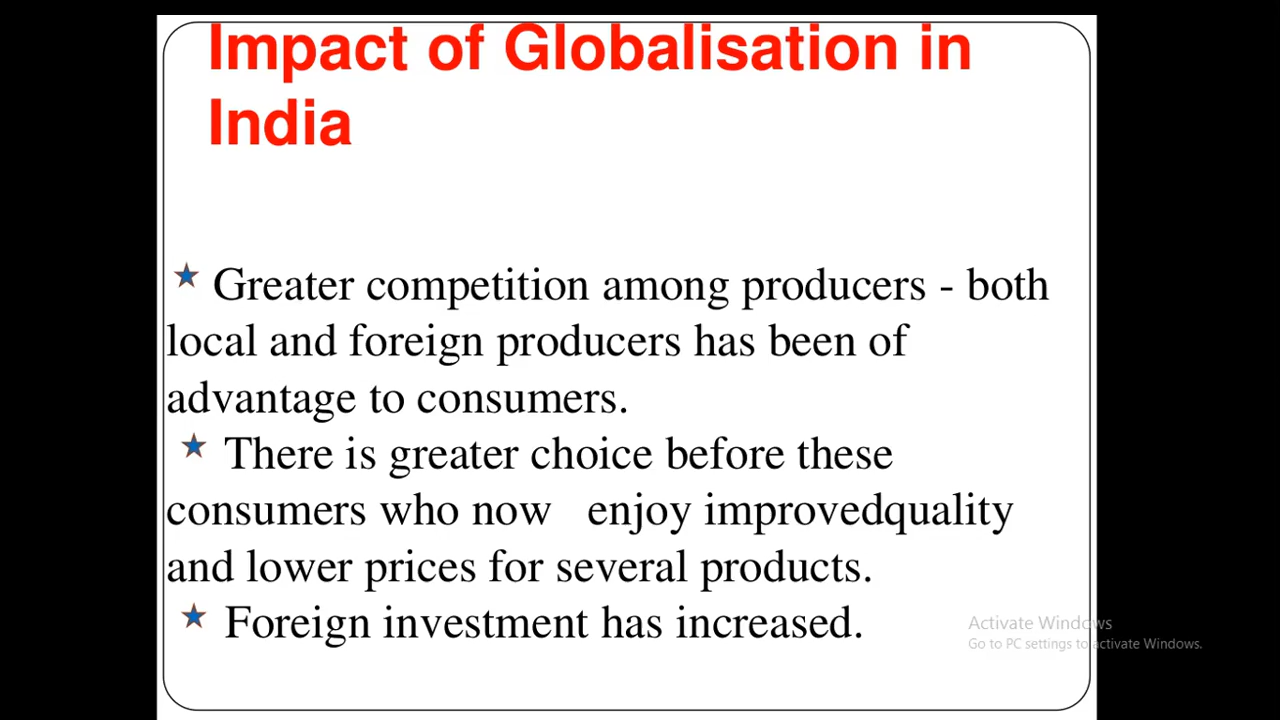 Impact of Globalisation in
India
Greater competition among producers - both
local and foreign producers has been of
advantage to consumers.
There is greater choice before these
consumers who now   enjoy improvedquality
and lower prices for several products.
Foreign investment has increased.
Activate Windows
Go to PC settings to activate Windows.